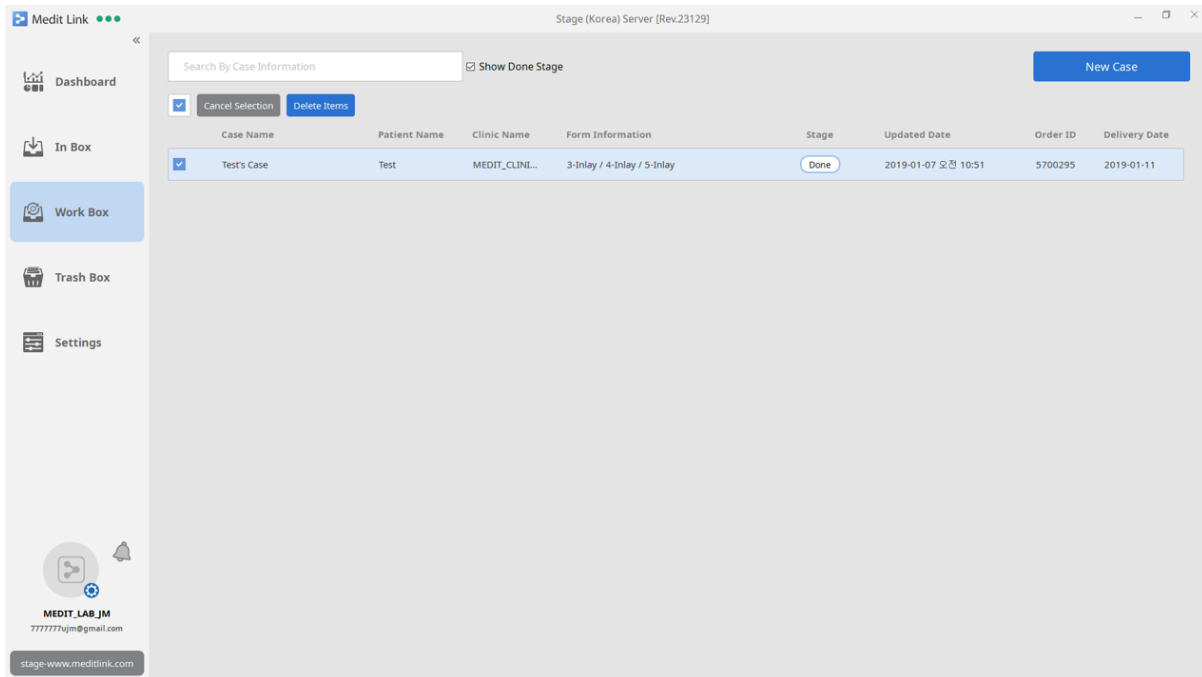 Medit Link
Stage (Korea) Server [Rev.23129]
Dashboard
In Box
Work Box
Trash Box
Settings
MEDIT_LAB_JM
7777777ujm@gmail.com
stage-www.meditlink.com
Search By Case Information
Show Done Stage
New Case
Cancel Selection Delete Items
Case Name Patient Name Clinic Name Form Information Stage Updated Date Order ID Delivery Date
Test's Case Test MEDIT_CLINI... 3-Inlay / 4-Inlay / 5-Inlay Done 2019-01-07 오전 10:51 5700295 2019-01-11